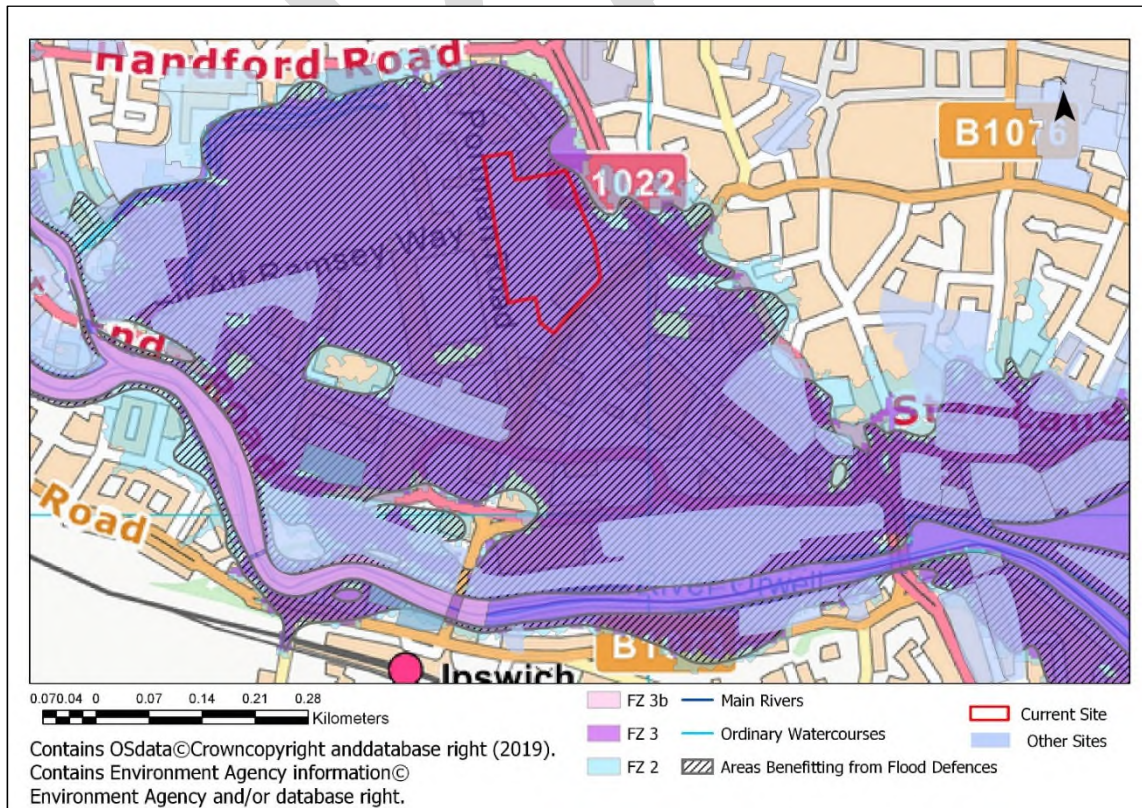 Handford Road
B1076
1022
Portman Road
Sir Alf Ramsey Way
Road
Road
River Orwell
Ipswich
0.070.04 0 0.07 0.14 0.21 0.28
Kilometers
FZ 3b
FZ 3
FZ 2
Main Rivers
Ordinary Watercourses
Areas Benefitting from Flood Defences
Current Site
Other Sites
Contains OSdata©Crowncopyright anddatabase right (2019).
Contains Environment Agency information©
Environment Agency and/or database right.